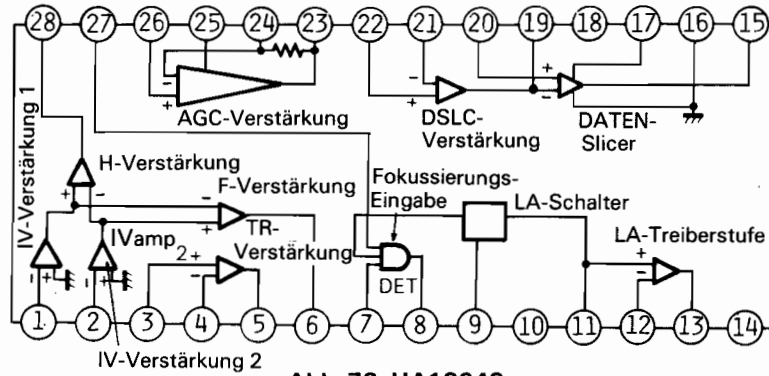 28 27 26 25 24 23 22 21 20 19 18 17 16 15
IV-Verstärkung 1
- +
AGC-Verstärkung
- +
DSLC-
Verstärkung
+ -
DATEN-
Slicer
H-Verstärkung
+ -
F-Verstärkung
- +
TR-
Verstärkung
2 + -
IVamp
- +
- +
Fokussierungs-
Eingabe
DET
LA-Schalter
LA-Treiberstufe
+ -
1 2 3 4 5 6 7 8 9 10 11 12 13 14
IV-Verstärkung 2